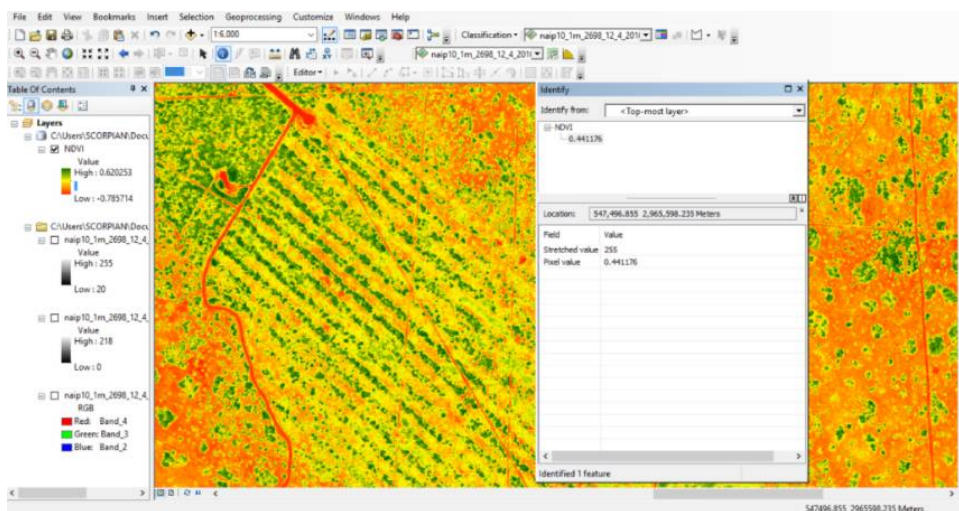 File Edit View Bookmarks Insert Selection Geoprocessing Customize Windows Help
1:6,000 Classification naip10_1m_2698_12_4_201
naip10_1m_2698_12_4_201
Editor
Table Of Contents
Layers
C:\Users\SCORPIAN\Docu
NDVI
Value
High : 0.620253
Low : -0.785714
C:\Users\SCORPIAN\Docu
naip10_1m_2698_12_4_
Value
High : 255
Low : 20
naip10_1m_2698_12_4_
Value
High : 218
Low : 0
naip10_1m_2698_12_4_
RGB
Red: Band_4
Green: Band_3
Blue: Band_2
Identify
Identify from: <Top-most layer>
NDVI
0.441176
Location: 547,496.855 2,965,598.235 Meters
Field Value
Stretched value 255
Pixel value 0.441176
Identified 1 feature
547496.855 2965598.235 Meters